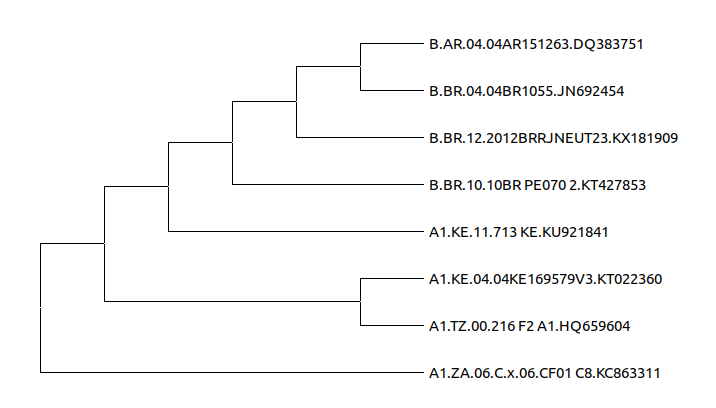 B.AR.04.04AR151263.DQ383751
B.BR.04.04BR1055.JN692454
B.BR.12.2012BRRJNEUT23.KX181909
B.BR.10.10BR PE070 2.KT427853
A1.KE.11.713 KE.KU921841
A1.KE.04.04KE169579V3.KT022360
A1.TZ.00.216 F2 A1.HQ659604
A1.ZA.06.C.x.06.CF01 C8.KC863311